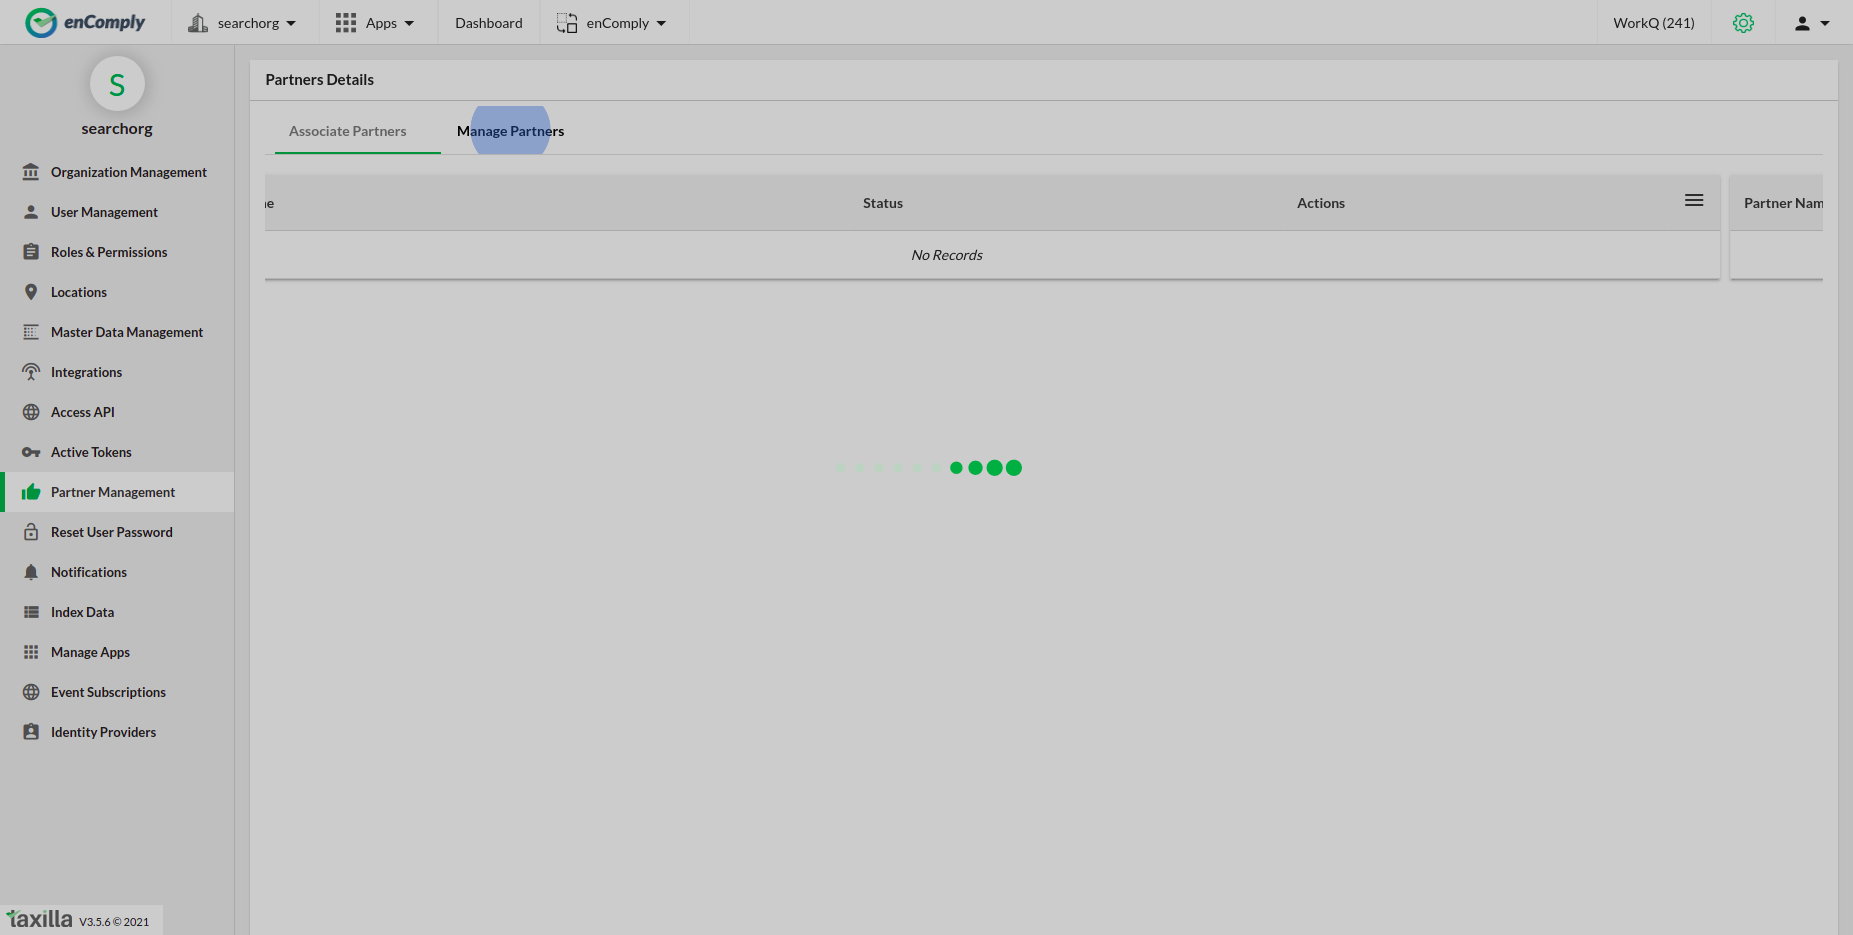 enComply
searchorg
Apps
Dashboard
enComply
WorkQ (241)
S
searchorg
Organization Management
User Management
Roles & Permissions
Locations
Master Data Management
Integrations
Access API
Active Tokens
Partner Management
Reset User Password
Notifications
Index Data
Manage Apps
Event Subscriptions
Identity Providers
taxilla V3.5.6 © 2021
Partners Details
Associate Partners
Manage Partners
Status
Actions
Partner Nam
No Records